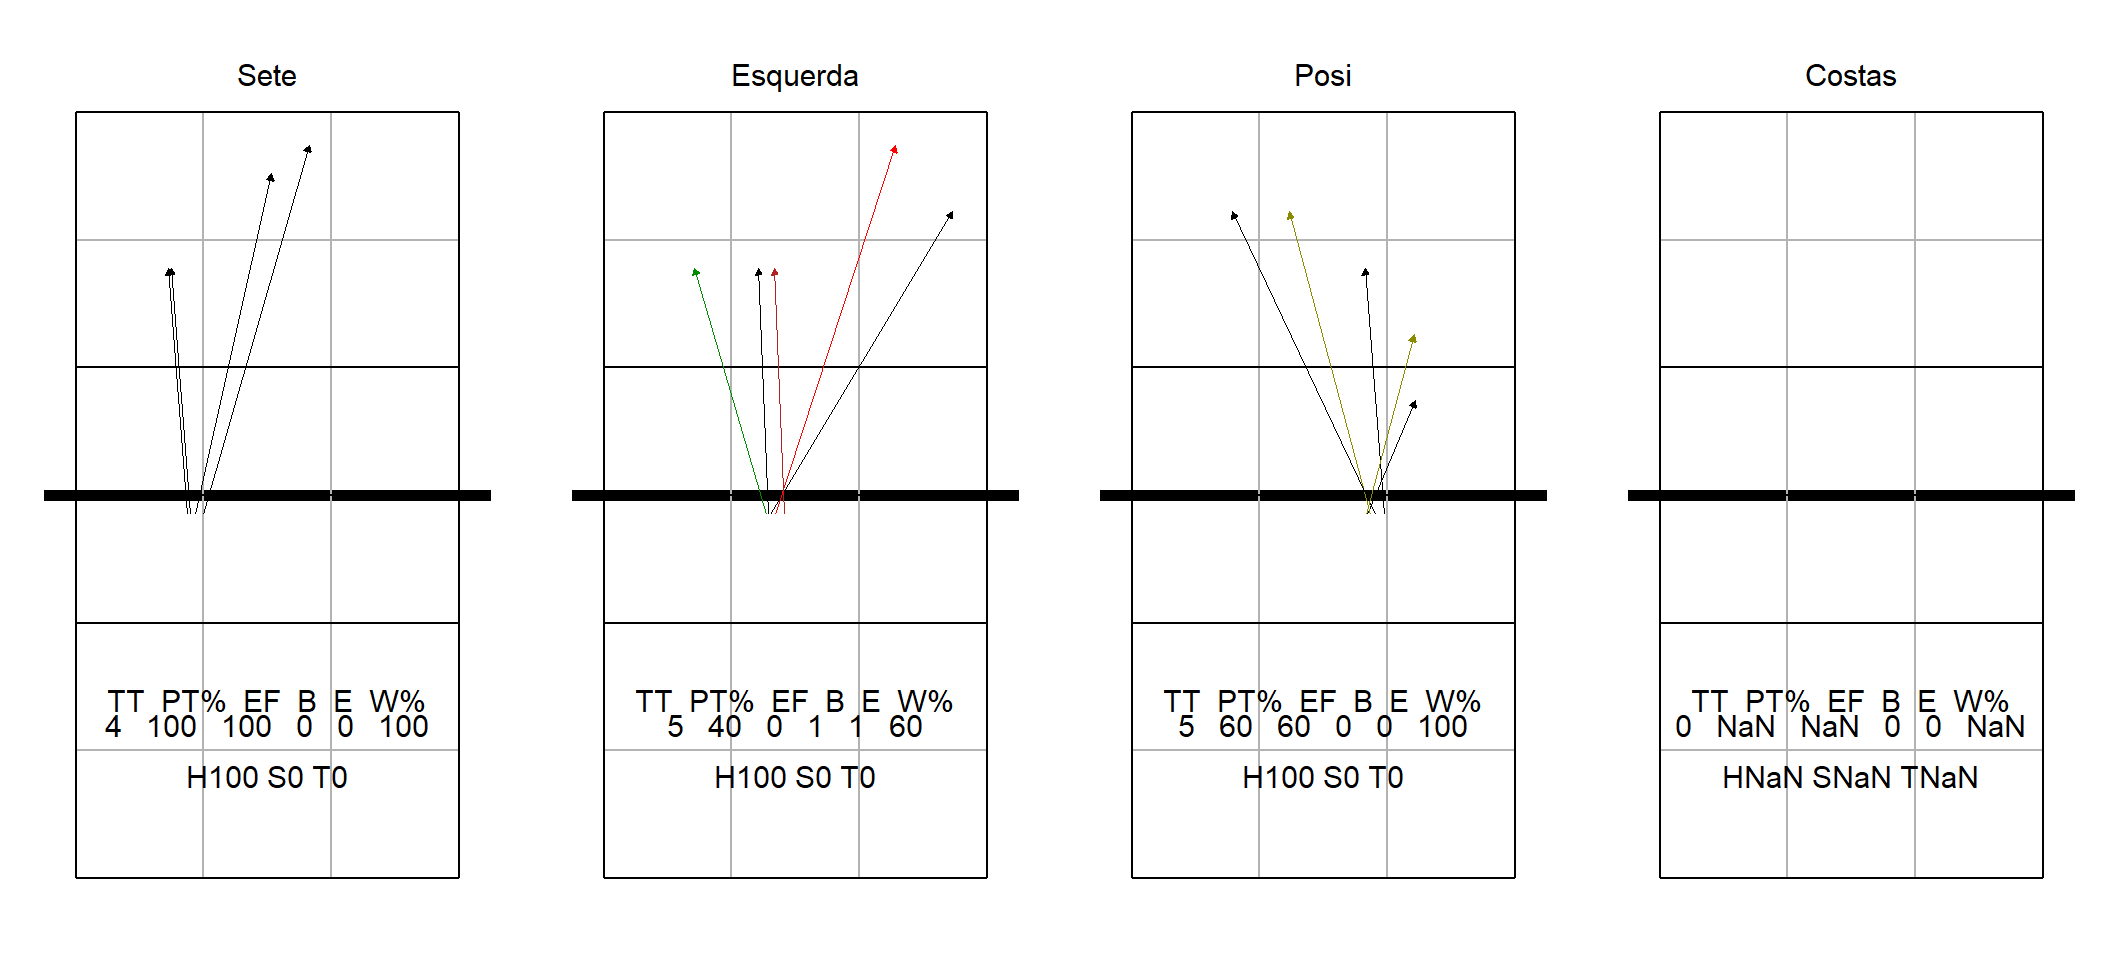 Sete
TT PT% EF B E W%
4 100 100 0 0 100
H100 S0 T0
Esquerda
TT PT% EF B E W%
5 40 0 1 1 60
H100 S0 T0
Posi
TT PT% EF B E W%
5 60 60 0 0 100
H100 S0 T0
Costas
TT PT% EF B E W%
0 NaN NaN 0 0 NaN
HNaN SNaN TNaN